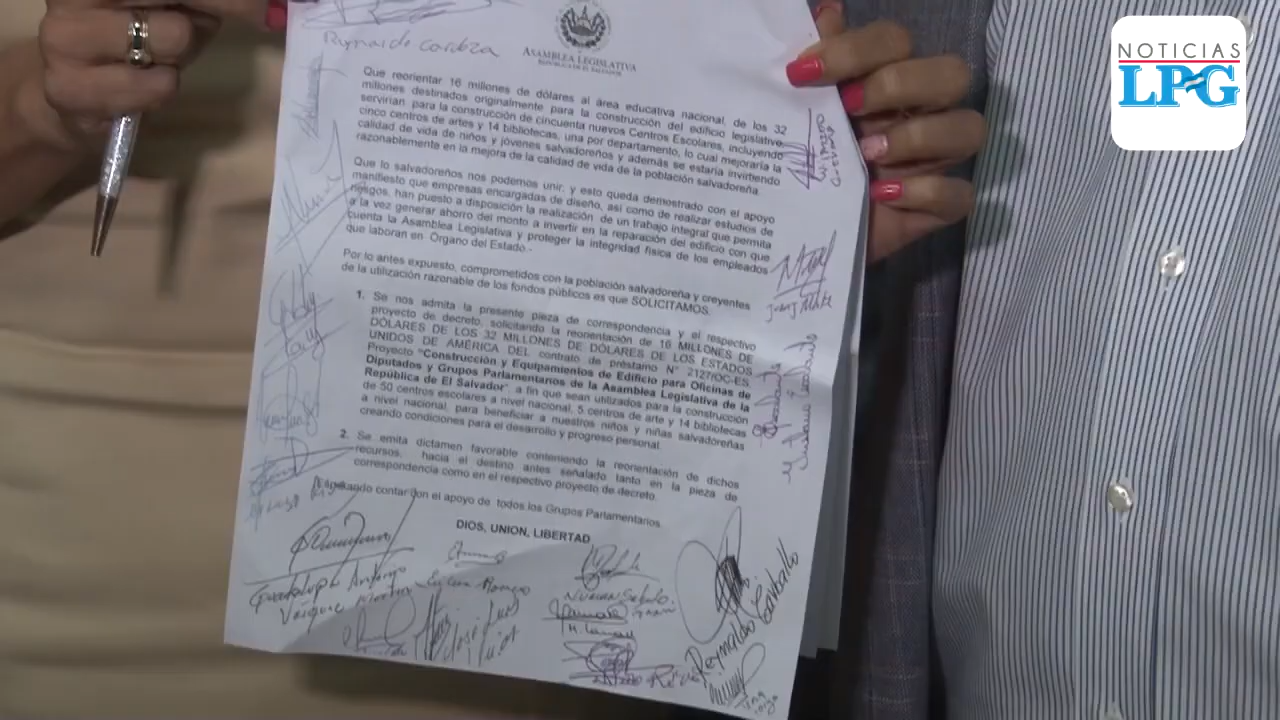 NOTICIAS
LPG
Reynaldo Cardoza
ASAMBLEA LEGISLATIVA
REPÚBLICA DE EL SALVADOR
Que reorientar 16 millones de dólares al área educativa nacional, de los 32
millones destinados originalmente para la construcción del edificio legislativo,
servirían para la construcción de cincuenta nuevos Centros Escolares, incluyendo
cinco centros de artes y 14 bibliotecas, una por departamento, lo cual mejoraría la
calidad de vida de niños y jóvenes salvadoreños y además se estaría invirtiendo
razonablemente en la mejora de la calidad de vida de la población salvadoreña.
Que lo salvadoreños nos podemos unir, y esto queda demostrado con el apoyo
manifiesto que empresas encargadas de diseño, así como de realizar estudios de
riesgos, han puesto a disposición la realización de un trabajo integral que permita
a la vez generar ahorro del monto a invertir en la reparación del edificio con que
cuenta la Asamblea Legislativa y proteger la integridad física de los empleados
que laboran en Organo del Estado.-
Por lo antes expuesto, comprometidos con la población salvadoreña y creyentes
de la utilización razonable de los fondos públicos es que SOLICITAMOS.
1. Se nos admita la presente pieza de correspondencia y el respectivo
proyecto de decreto, solicitando la reorientación de 16 MILLONES DE
DÓLARES DE LOS 32 MILLONES DE DÓLARES DE LOS ESTADOS
UNIDOS DE AMÉRICA DEL contrato de préstamo N° 2127/OC-ES,
Proyecto "Construcción y Equipamientos de Edificio para Oficinas de
Diputados y Grupos Parlamentarios de la Asamblea Legislativa de la
República de El Salvador", a fin que sean utilizados para la construcción
de 50 centros escolares a nivel nacional, 5 centros de arte y 14 bibliotecas
a nivel nacional, para beneficiar a nuestros niños y niñas salvadoreñas
creando condiciones para el desarrollo y progreso personal.
2. Se emita dictamen favorable conteniendo la reorientación de dichos
recursos, hacia el destino antes señalado tanto en la pieza de
correspondencia como en el respectivo proyecto de decreto.
Esperando contar con el apoyo de todos los Grupos Parlamentarios.
DIOS, UNION, LIBERTAD
Guadalupe Antonio
Vásquez
José Luis
Reynaldo Carballo